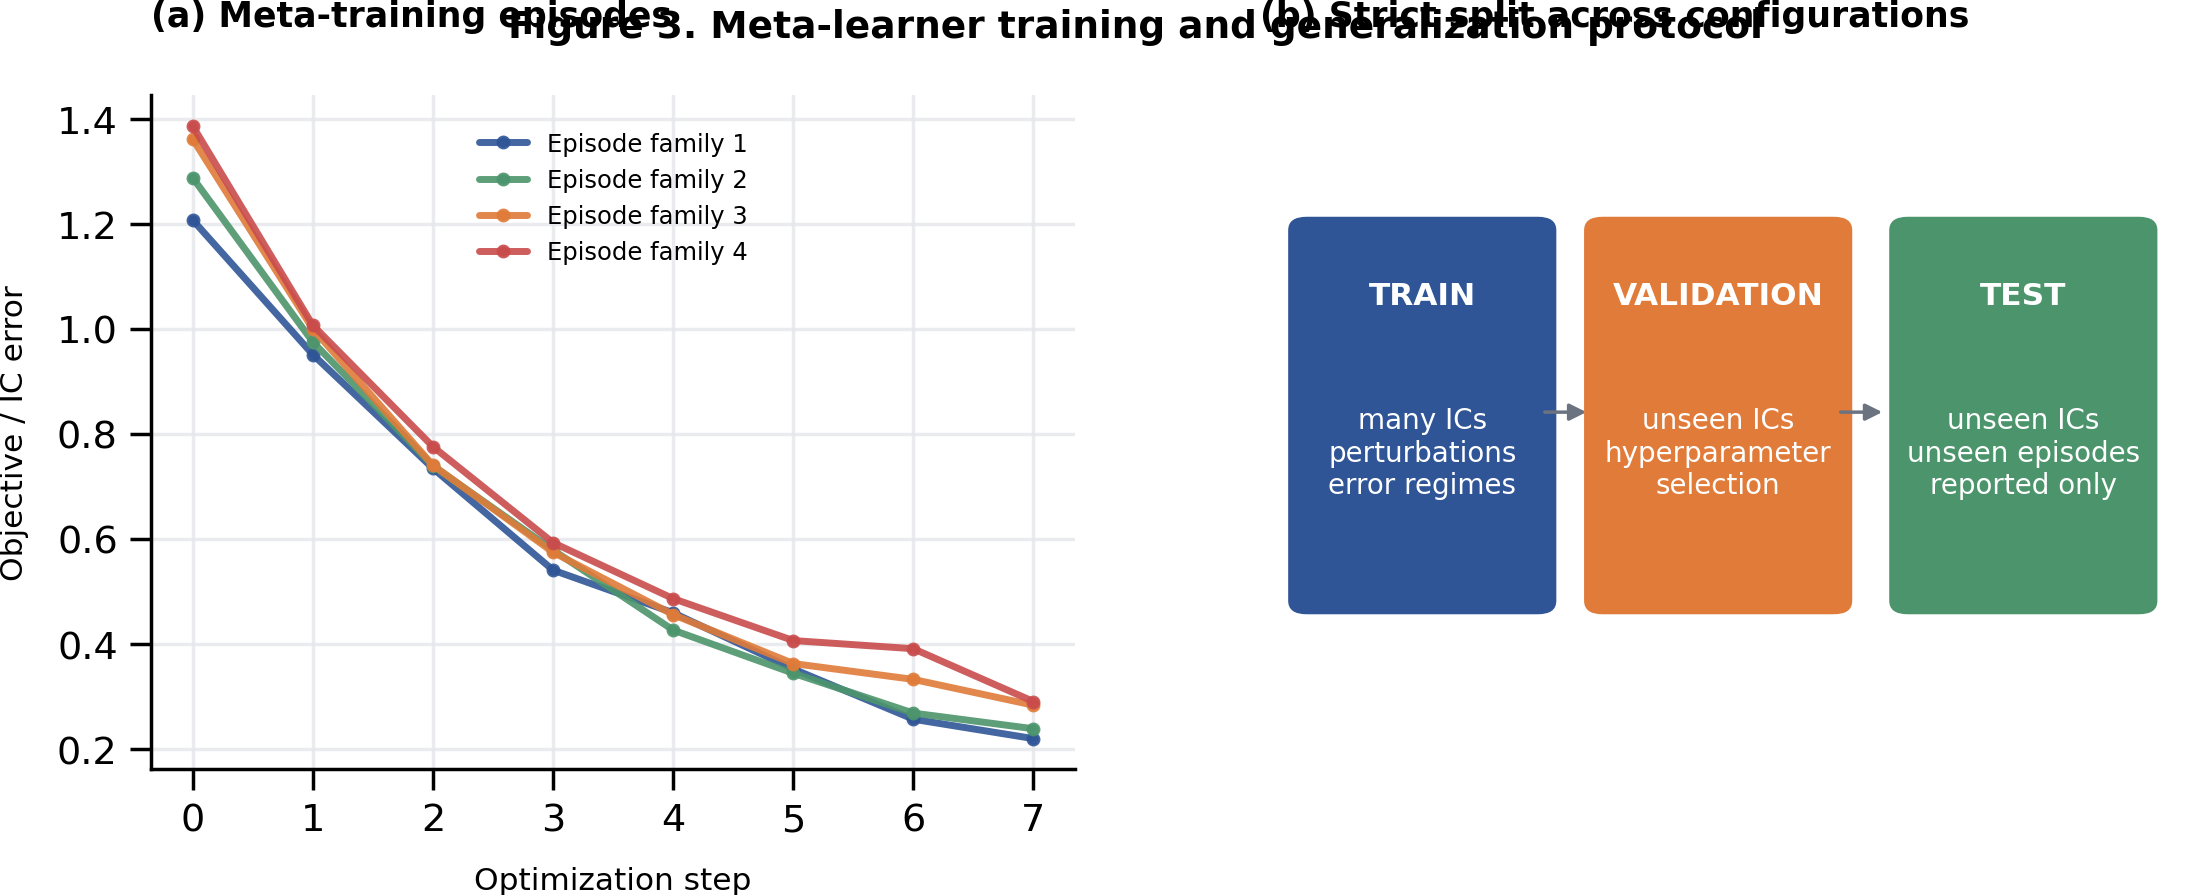 Figure 3. Meta-learner training and generalization protocol
(a) Meta-training episodes
(b) Strict split across configurations
Objective / IC error
1.4
1.2
1.0
0.8
0.6
0.4
0.2
Episode family 1
Episode family 2
Episode family 3
Episode family 4
0 1 2 3 4 5 6 7
Optimization step
TRAIN
many ICs
perturbations
error regimes
VALIDATION
unseen ICs
hyperparameter
selection
TEST
unseen ICs
unseen episodes
reported only